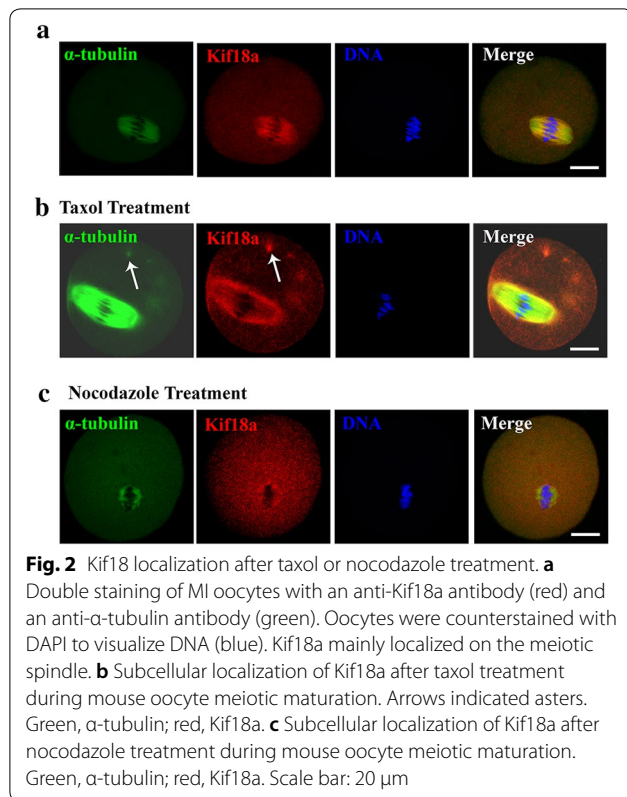 a
α-tubulin Kif18a DNA Merge
b Taxol Treatment
α-tubulin Kif18a DNA Merge
c Nocodazole Treatment
α-tubulin Kif18a DNA Merge
Fig. 2 Kif18 localization after taxol or nocodazole treatment. a
Double staining of MI oocytes with an anti-Kif18a antibody (red) and
an anti-α-tubulin antibody (green). Oocytes were counterstained with
DAPI to visualize DNA (blue). Kif18a mainly localized on the meiotic
spindle. b Subcellular localization of Kif18a after taxol treatment
during mouse oocyte meiotic maturation. Arrows indicated asters.
Green, α-tubulin; red, Kif18a. c Subcellular localization of Kif18a after
nocodazole treatment during mouse oocyte meiotic maturation.
Green, α-tubulin; red, Kif18a. Scale bar: 20 μm